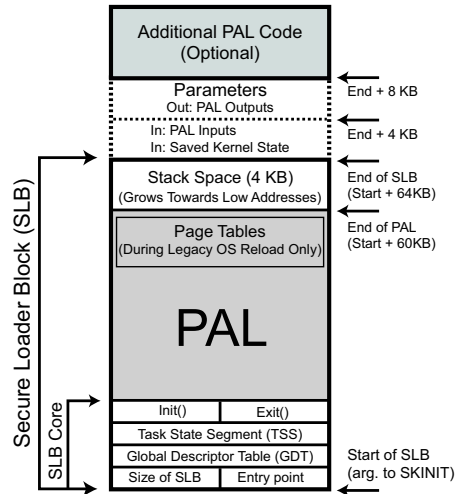 Additional PAL Code
(Optional)
End + 8 KB
Parameters
Out: PAL Outputs
End + 4 KB
In: PAL Inputs
In: Saved Kernel State
End of SLB
(Start + 64KB)
Stack Space (4 KB)
(Grows Towards Low Addresses)
End of PAL
(Start + 60KB)
Page Tables
(During Legacy OS Reload Only)
PAL
Secure Loader Block (SLB)
SLB Core
Init()
Exit()
Task State Segment (TSS)
Global Descriptor Table (GDT)
Size of SLB
Entry point
Start of SLB
(arg. to SKINIT)